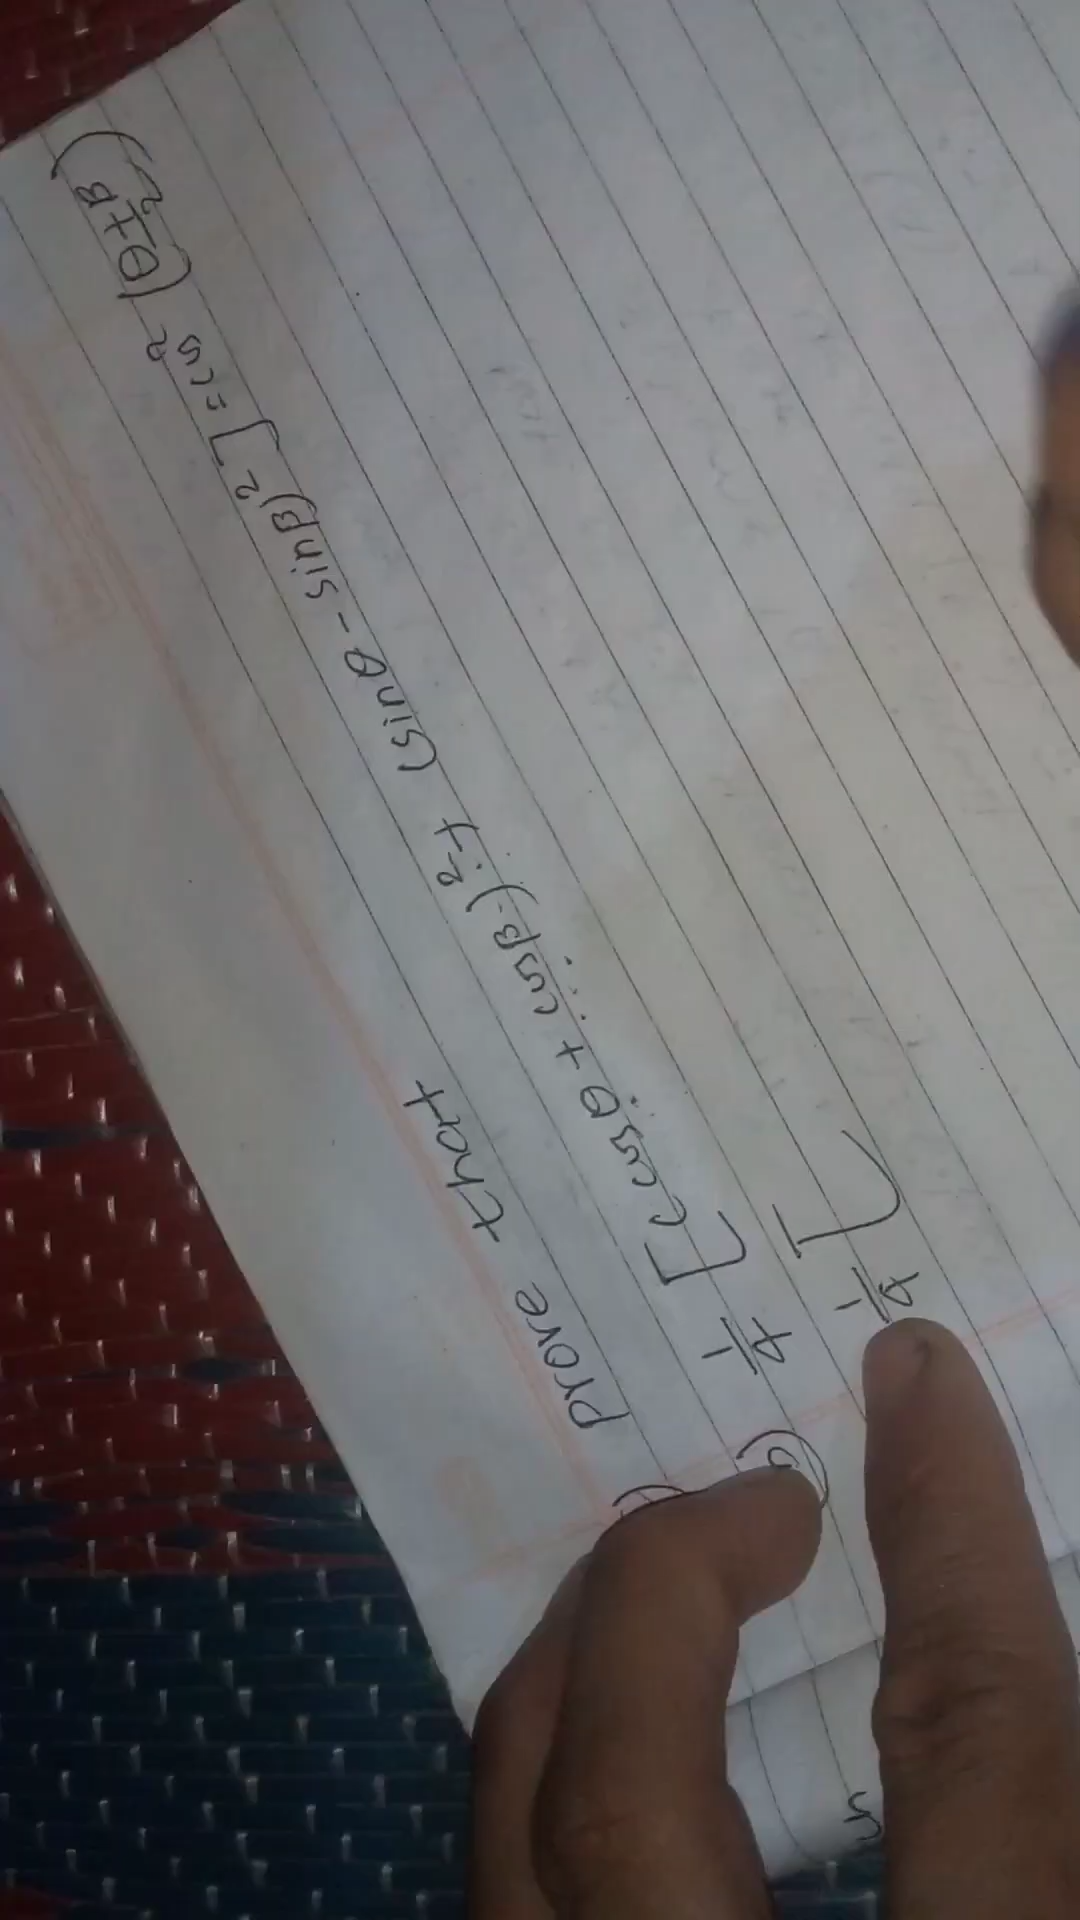 Prove that
a) 1/4 [(cosθ + cosβ)² + (sinθ - sinβ)²] = cos² (θ+β/2)
1/4 [